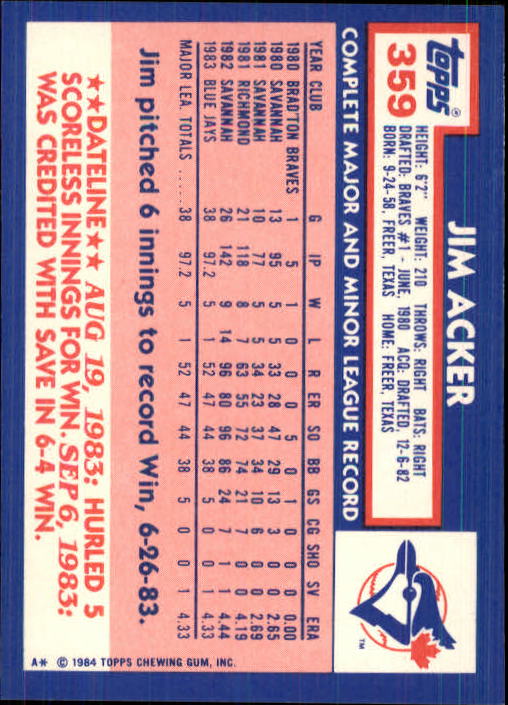 topps®
359
JIM ACKER
HEIGHT: 6'2" WEIGHT: 210 THROWS: RIGHT BATS: RIGHT
DRAFTED: BRAVES #1 - JUNE, 1980 ACQ: DRAFTED, 12-6-82
BORN: 9-24-58, FREER, TEXAS HOME: FREER, TEXAS
COMPLETE MAJOR AND MINOR LEAGUE RECORD
YEAR CLUB G IP W L R ER SO BB GS CG SHO SV ERA
1980 BRAD'TON BRAVES 1 5 1 0 0 0 5 0 1 0 0 0 0.00
1980 SAVANNAH 13 95 5 5 33 28 47 29 13 3 0 0 2.65
1981 SAVANNAH 10 77 5 5 34 23 37 34 10 6 0 0 2.69
1981 RICHMOND 21 118 8 7 63 55 72 74 21 7 0 0 4.19
1982 SAVANNAH 26 142 9 14 96 80 96 86 24 7 1 1 4.44
1983 BLUE JAYS 38 97.2 5 1 52 47 44 38 5 0 0 1 4.33
MAJOR LEA. TOTALS ..... 38 97.2 5 1 52 47 44 38 5 0 0 1 4.33
Jim pitched 6 innings to record Win, 6-26-83.
★★DATELINE★★ AUG 19, 1983: HURLED 5
SCORELESS INNINGS FOR WIN. SEP 6, 1983:
WAS CREDITED WITH SAVE IN 6-4 WIN.
TM
A* © 1984 TOPPS CHEWING GUM, INC.